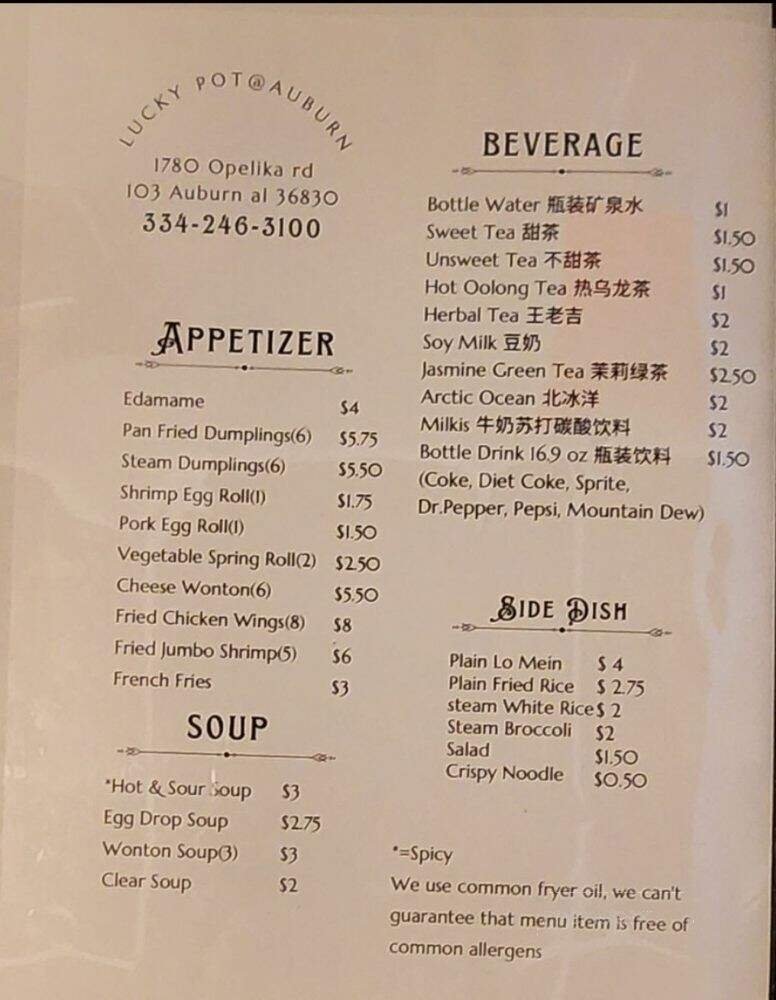 LUCKY POT@AUBURN
1780 Opelika rd
103 Auburn al 36830
334-246-3100
APPETIZER
Edamame $4
Pan Fried Dumplings(6) $5.75
Steam Dumplings(6) $5.50
Shrimp Egg Roll(1) $1.75
Pork Egg Roll(1) $1.50
Vegetable Spring Roll(2) $2.50
Cheese Wonton(6) $5.50
Fried Chicken Wings(8) $8
Fried Jumbo Shrimp(5) $6
French Fries $3
SOUP
*Hot & Sour Soup $3
Egg Drop Soup $2.75
Wonton Soup(3) $3
Clear Soup $2
BEVERAGE
Bottle Water 瓶装矿泉水 $1
Sweet Tea 甜茶 $1.50
Unsweet Tea 不甜茶 $1.50
Hot Oolong Tea 热乌龙茶 $1
Herbal Tea 王老吉 $2
Soy Milk 豆奶 $2
Jasmine Green Tea 茉莉绿茶 $2.50
Arctic Ocean 北冰洋 $2
Milkis 牛奶苏打碳酸饮料 $2
Bottle Drink 16.9 oz 瓶装饮料 $1.50
(Coke, Diet Coke, Sprite,
Dr.Pepper, Pepsi, Mountain Dew)
SIDE DISH
Plain Lo Mein $ 4
Plain Fried Rice $ 2.75
steam White Rice $ 2
Steam Broccoli $2
Salad $1.50
Crispy Noodle $0.50
*=Spicy
We use common fryer oil, we can't
guarantee that menu item is free of
common allergens